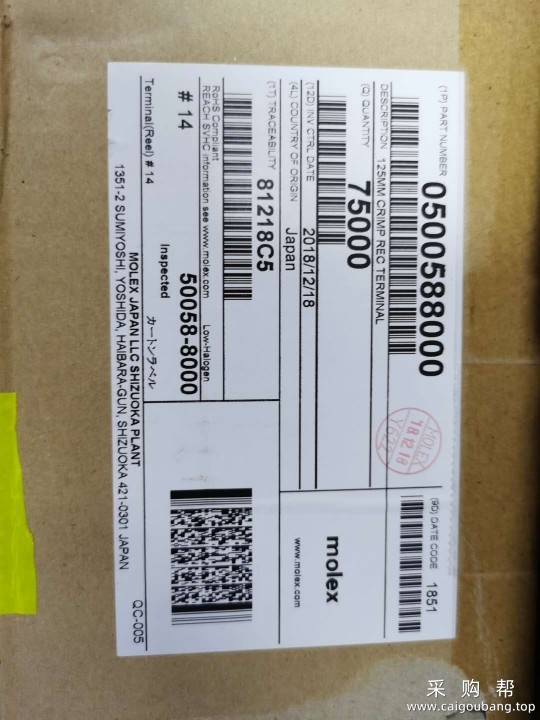 (1P) PART NUMBER
0500588000
DESCRIPTION 125MM CRIMP REC TERMINAL
(Q) QUANTITY
75000
(12D) INV CTRL DATE
2018/12/18
(4L) COUNTRY OF ORIGIN
Japan
(9D) DATE CODE 1851
MOLEX
18.12.18
molex
www.molex.com
(1T) TRACEABILITY
81218C5
RoHS Compliant
REACH SVHC information see www.molex.com
Low-Halogen
# 14
50058-8000
Inspected
Terminal(Reel) # 14
カートンラベル
MOLEX JAPAN LLC SHIZUOKA PLANT
1351-2 SUMIYOSHI, YOSHIDA, HAIBARA-GUN, SHIZUOKA 421-0301 JAPAN
QC-005
采购帮
www.caigoubang.top